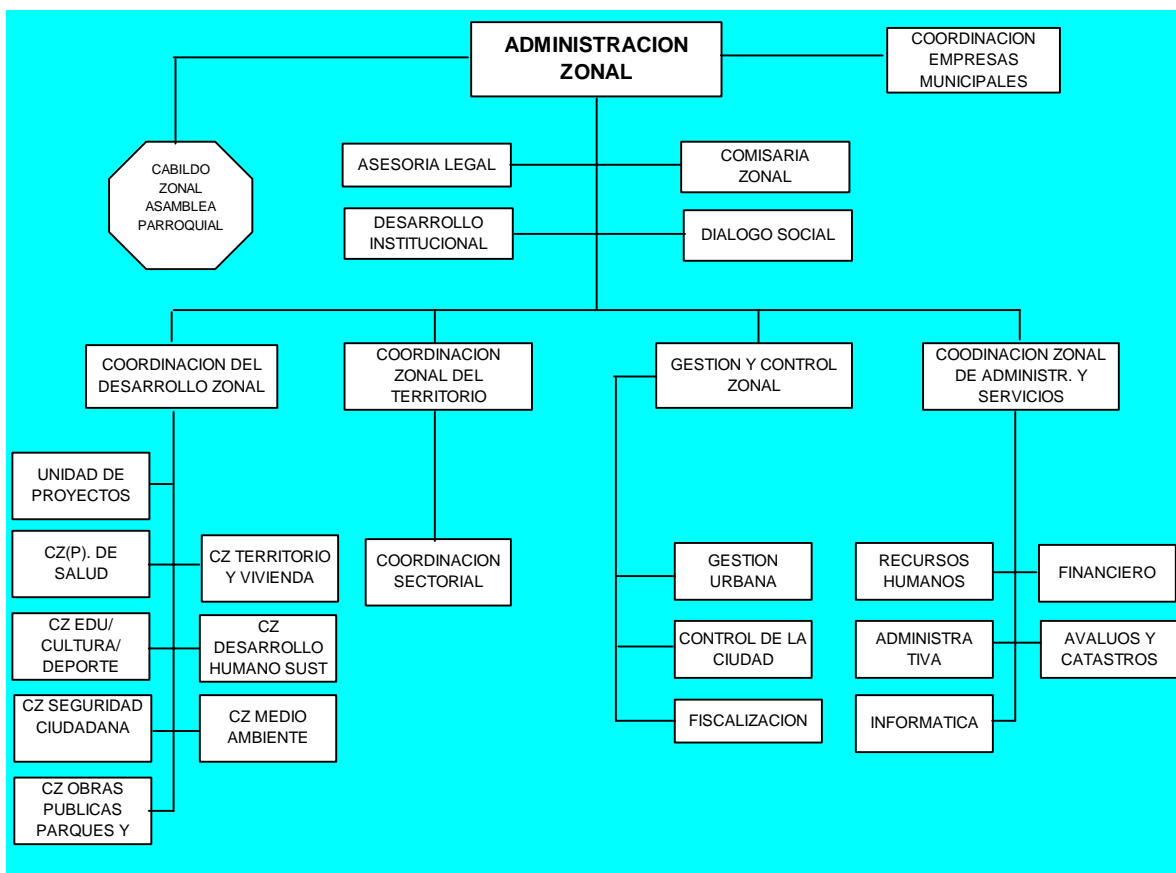 ADMINISTRACION
ZONAL
COORDINACION
EMPRESAS
MUNICIPALES
CABILDO
ZONAL
ASAMBLEA
PARROQUIAL
ASESORIA LEGAL
COMISARIA
ZONAL
DESARROLLO
INSTITUCIONAL
DIALOGO SOCIAL
COORDINACION DEL
DESARROLLO ZONAL
COORDINACION
ZONAL DEL
TERRITORIO
GESTION Y CONTROL
ZONAL
COODINACION ZONAL
DE ADMINISTR. Y
SERVICIOS
UNIDAD DE
PROYECTOS
CZ(P). DE
SALUD
CZ TERRITORIO
Y VIVIENDA
CZ EDU/
CULTURA/
DEPORTE
CZ
DESARROLLO
HUMANO SUST
CZ SEGURIDAD
CIUDADANA
CZ MEDIO
AMBIENTE
CZ OBRAS
PUBLICAS
PARQUES Y
COORDINACION
SECTORIAL
GESTION
URBANA
CONTROL DE LA
CIUDAD
FISCALIZACION
RECURSOS
HUMANOS
FINANCIERO
ADMINISTRA
TIVA
AVALUOS Y
CATASTROS
INFORMATICA